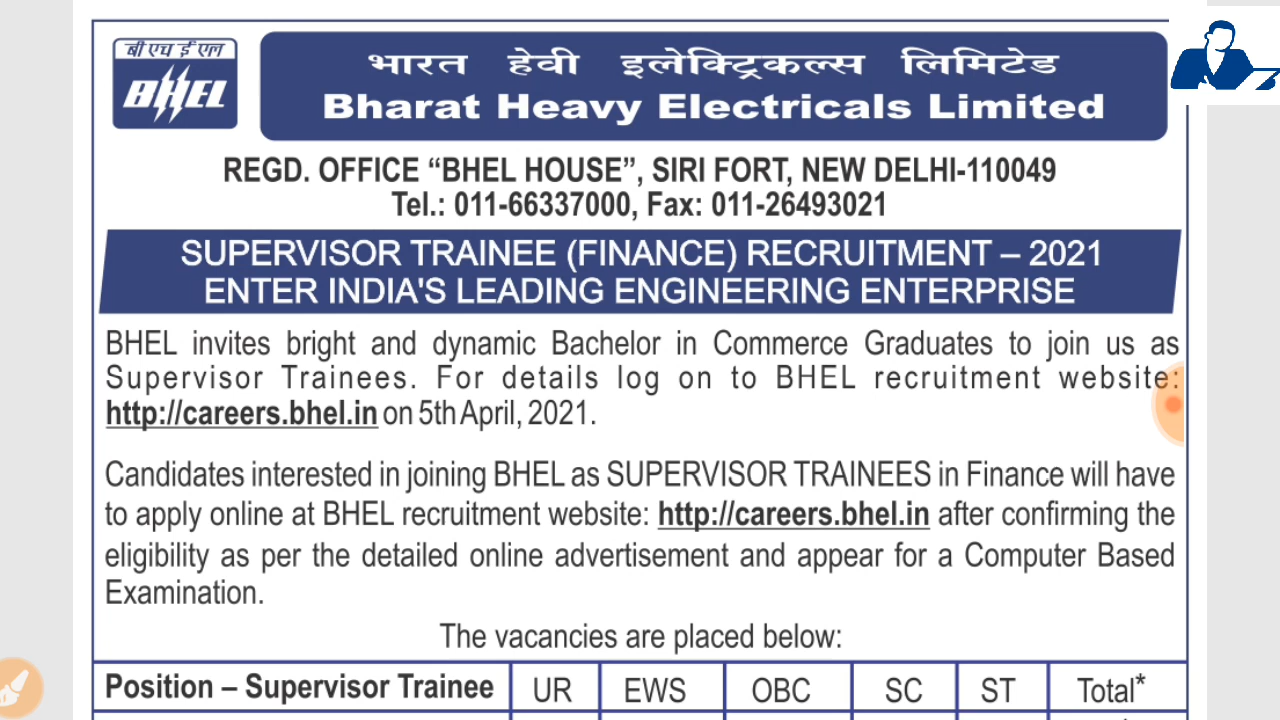 बी एच ई एल
BHEL
भारत हेवी इलेक्ट्रिकल्स लिमिटेड
Bharat Heavy Electricals Limited
REGD. OFFICE “BHEL HOUSE”, SIRI FORT, NEW DELHI-110049
Tel.: 011-66337000, Fax: 011-26493021
SUPERVISOR TRAINEE (FINANCE) RECRUITMENT – 2021
ENTER INDIA'S LEADING ENGINEERING ENTERPRISE
BHEL invites bright and dynamic Bachelor in Commerce Graduates to join us as
Supervisor Trainees. For details log on to BHEL recruitment website:
http://careers.bhel.in on 5th April, 2021.
Candidates interested in joining BHEL as SUPERVISOR TRAINEES in Finance will have
to apply online at BHEL recruitment website: http://careers.bhel.in after confirming the
eligibility as per the detailed online advertisement and appear for a Computer Based
Examination.
The vacancies are placed below:
Position – Supervisor Trainee UR EWS OBC SC ST Total*